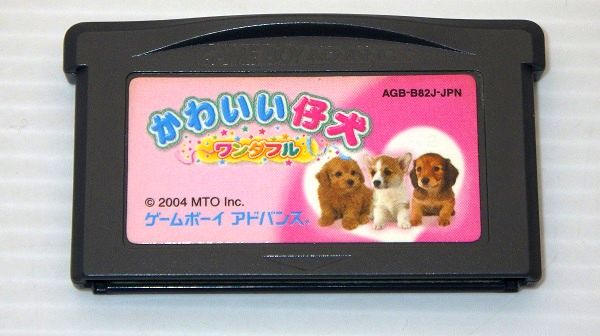 AGB-B82J-JPN
かわいい仔犬
ワンダフル
© 2004 MTO Inc.
ゲームボーイ アドバンス